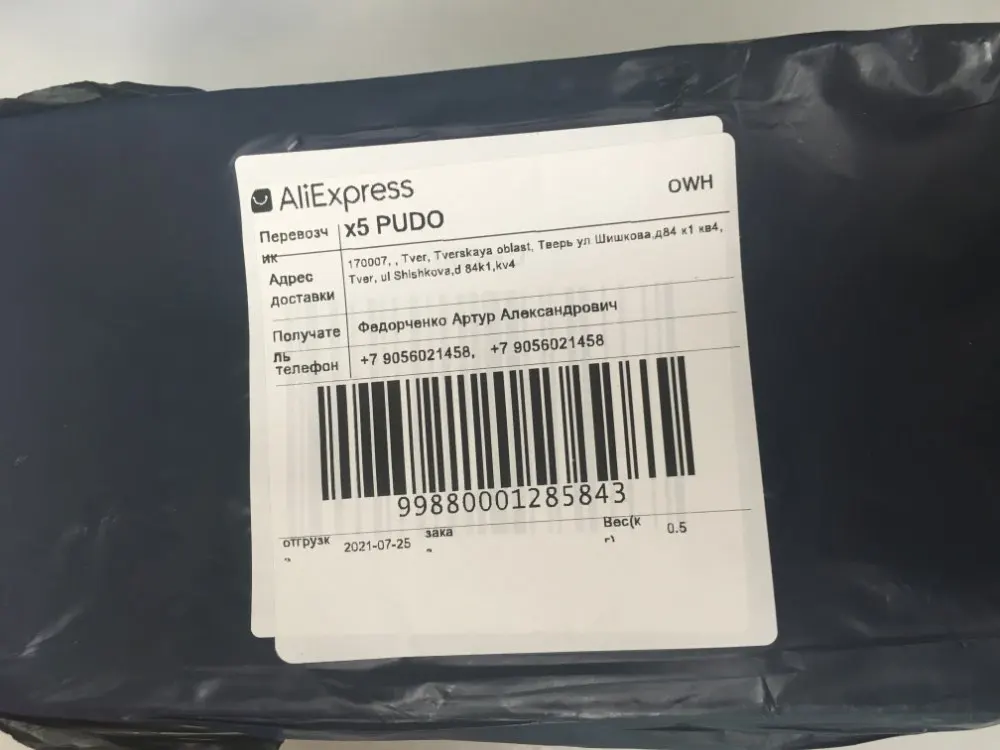 AliExpress
OWH
Перевозч
ик
x5 PUDO
Адрес
доставки
170007, , Tver, Tverskaya oblast, Тверь ул Шишкова,д84 к1 кв4,
Tver, ul Shishkova,d 84k1,kv4
Получате
ль
Федорченко Артур Александрович
телефон
+7 9056021458, +7 9056021458
99880001285843
отгрузк
2021-07-25
зака
Вес(к
г)
0.5